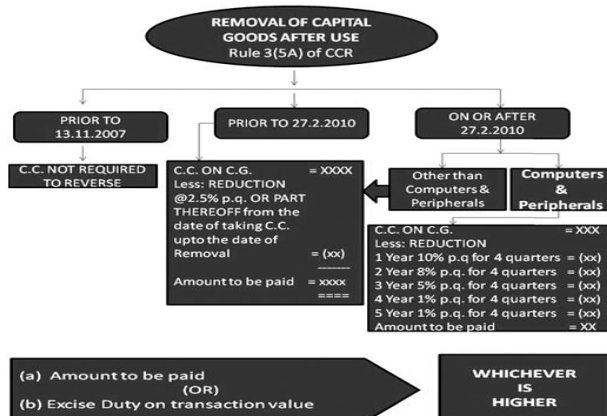 REMOVAL OF CAPITAL
GOODS AFTER USE
Rule 3(5A) of CCR
PRIOR TO
13.11.2007
PRIOR TO 27.2.2010
ON OR AFTER
27.2.2010
C.C. NOT REQUIRED
TO REVERSE
C.C. ON C.G. = XXXX
Less: REDUCTION
@2.5% p.q. OR PART
THEREOFF from the
date of taking C.C.
upto the date of
Removal = (xx)
-------
Amount to be paid = xxxx
====
Other than
Computers &
Peripherals
Computers
&
Peripherals
C.C. ON C.G. = XXX
Less: REDUCTION
1 Year 10% p.q for 4 quarters = (xx)
2 Year 8% p.q. for 4 quarters = (xx)
3 Year 5% p.q. for 4 quarters = (xx)
4 Year 1% p.q. for 4 quarters = (xx)
5 Year 1% p.q. for 4 quarters = (xx)
Amount to be paid = XX
(a) Amount to be paid
(OR)
(b) Excise Duty on transaction value
WHICHEVER
IS
HIGHER